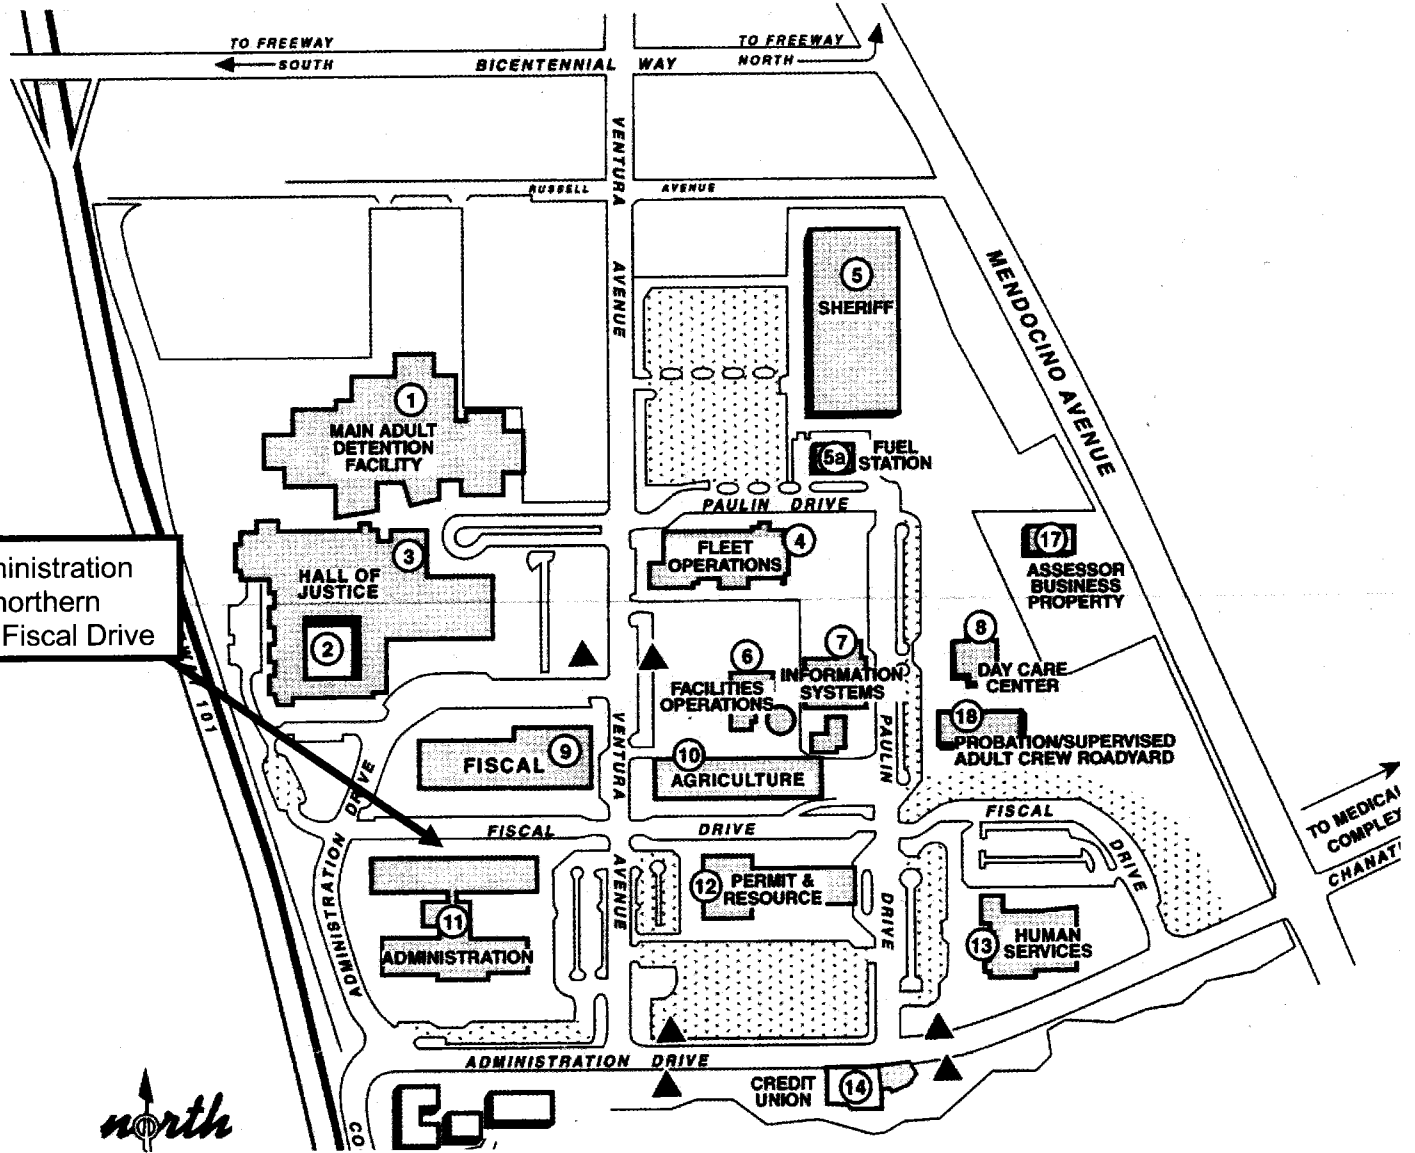 TO FREEWAY
SOUTH
BICENTENNIAL WAY
TO FREEWAY
NORTH
VENTURA
RUSSELL
AVENUE
AVENUE
MENDOCINO AVENUE
5
SHERIFF
1
MAIN ADULT
DETENTION
FACILITY
5a
FUEL
STATION
PAULIN DRIVE
4
FLEET
OPERATIONS
3
HALL OF
JUSTICE
2
17
ASSESSOR
BUSINESS
PROPERTY
northern
Fiscal Drive
101
6
FACILITIES
OPERATIONS
7
INFORMATION
SYSTEMS
8
DAY CARE
CENTER
18
PROBATION/SUPERVISED
ADULT CREW ROADYARD
VENTURA
PAULIN
9
FISCAL
10
AGRICULTURE
DRIVE
FISCAL
DRIVE
FISCAL
DRIVE
TO MEDICAL
COMPLEX
ADMINISTRATION
AVENUE
12
PERMIT &
RESOURCE
DRIVE
11
ADMINISTRATION
13
HUMAN
SERVICES
ADMINISTRATION DRIVE
CREDIT
UNION
14
north